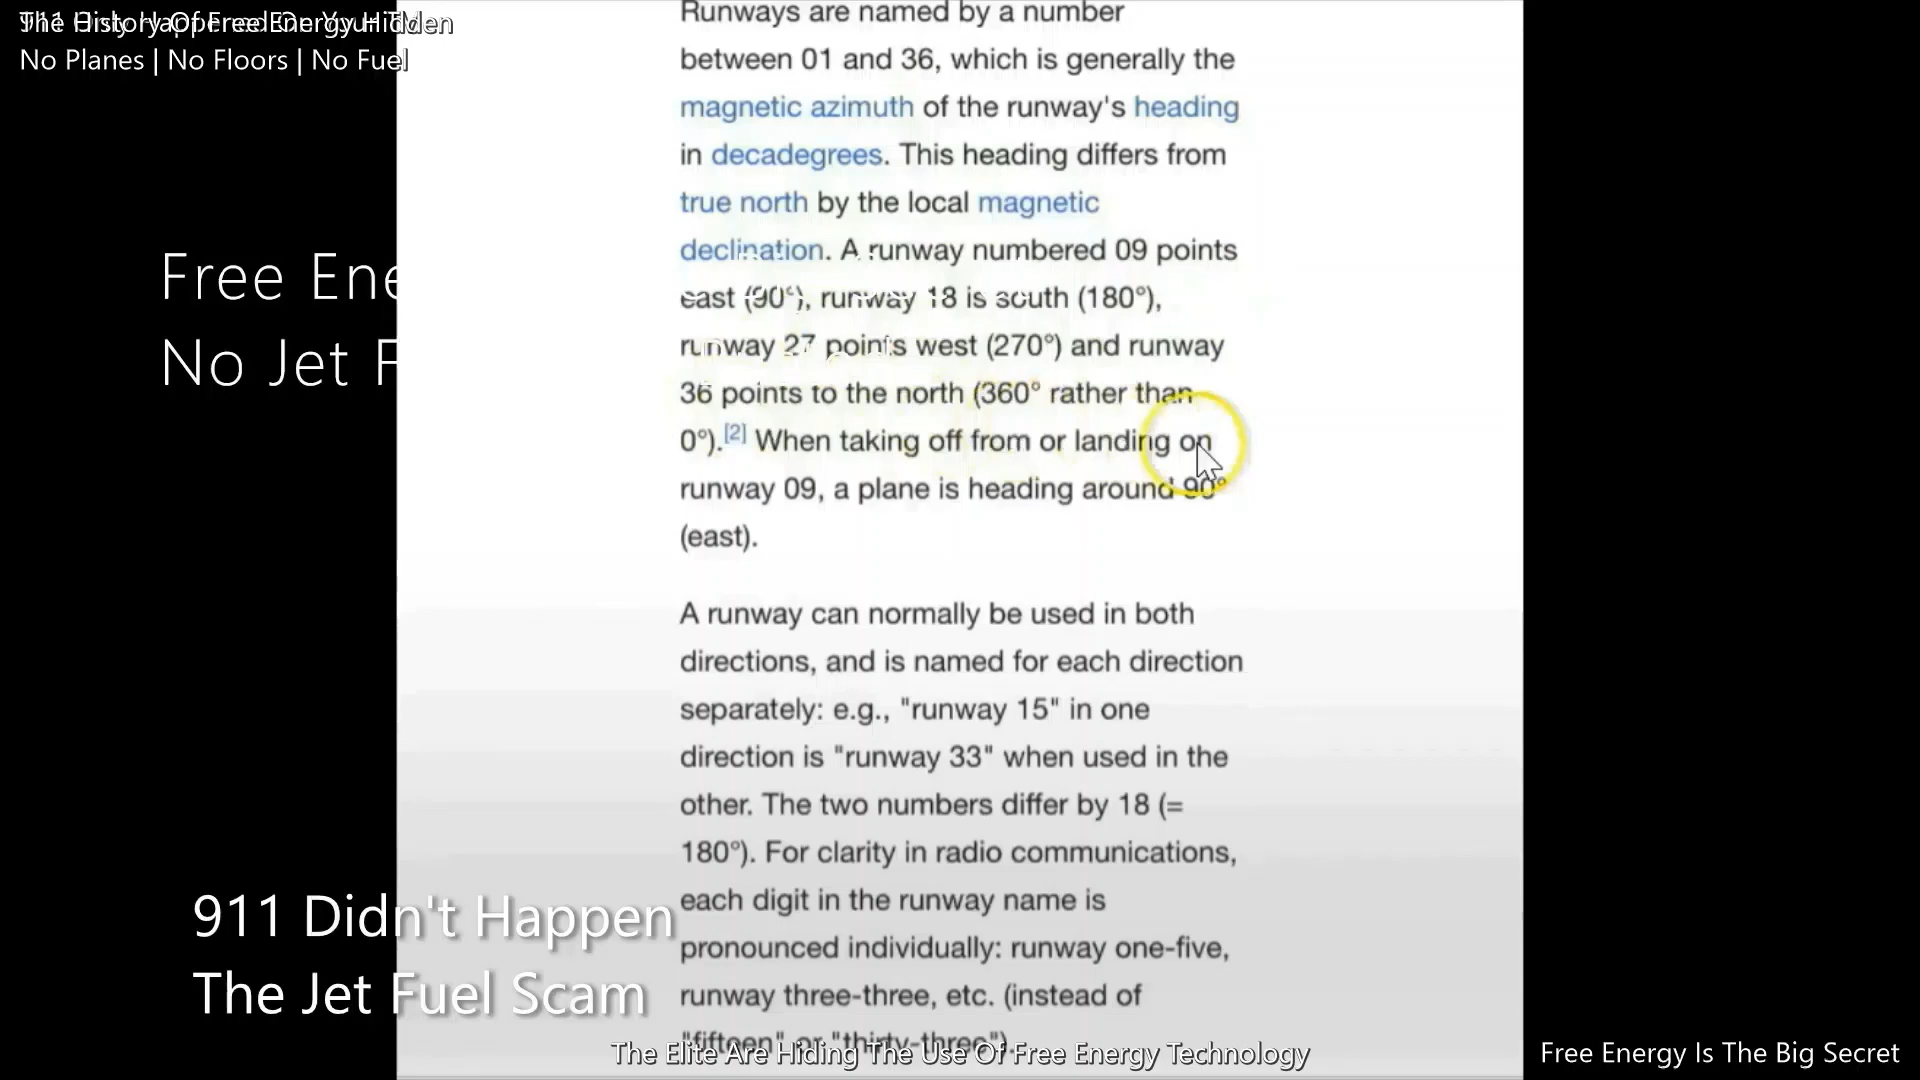 No Planes | No Floors | No Fuel
Runways are named by a number
between 01 and 36, which is generally the
magnetic azimuth of the runway's heading
in decadegrees. This heading differs from
true north by the local magnetic
declination. A runway numbered 09 points
east (90°), runway 18 is south (180°),
runway 27 points west (270°) and runway
36 points to the north (360° rather than
0°).[2] When taking off from or landing on
runway 09, a plane is heading around 90°
(east).
Free Ene
No Jet F
A runway can normally be used in both
directions, and is named for each direction
separately: e.g., "runway 15" in one
direction is "runway 33" when used in the
other. The two numbers differ by 18 (=
180°). For clarity in radio communications,
each digit in the runway name is
pronounced individually: runway one-five,
runway three-three, etc. (instead of
"fifteen" or "thirty-three").
911 Didn't Happen
The Jet Fuel Scam
The Elite Are Hiding The Use Of Free Energy Technology
Free Energy Is The Big Secret